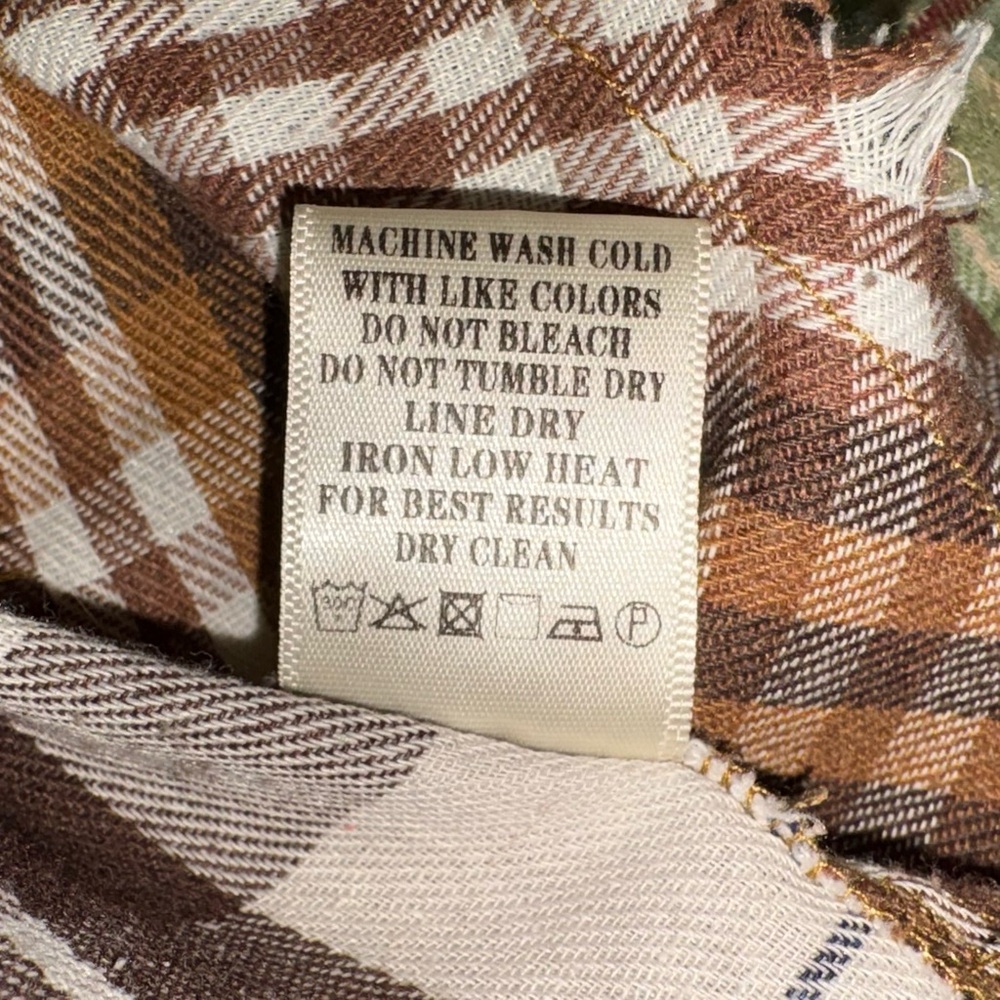 MACHINE WASH COLD
WITH LIKE COLORS
DO NOT BLEACH
DO NOT TUMBLE DRY
LINE DRY
IRON LOW HEAT
FOR BEST RESULTS
DRY CLEAN
30° P